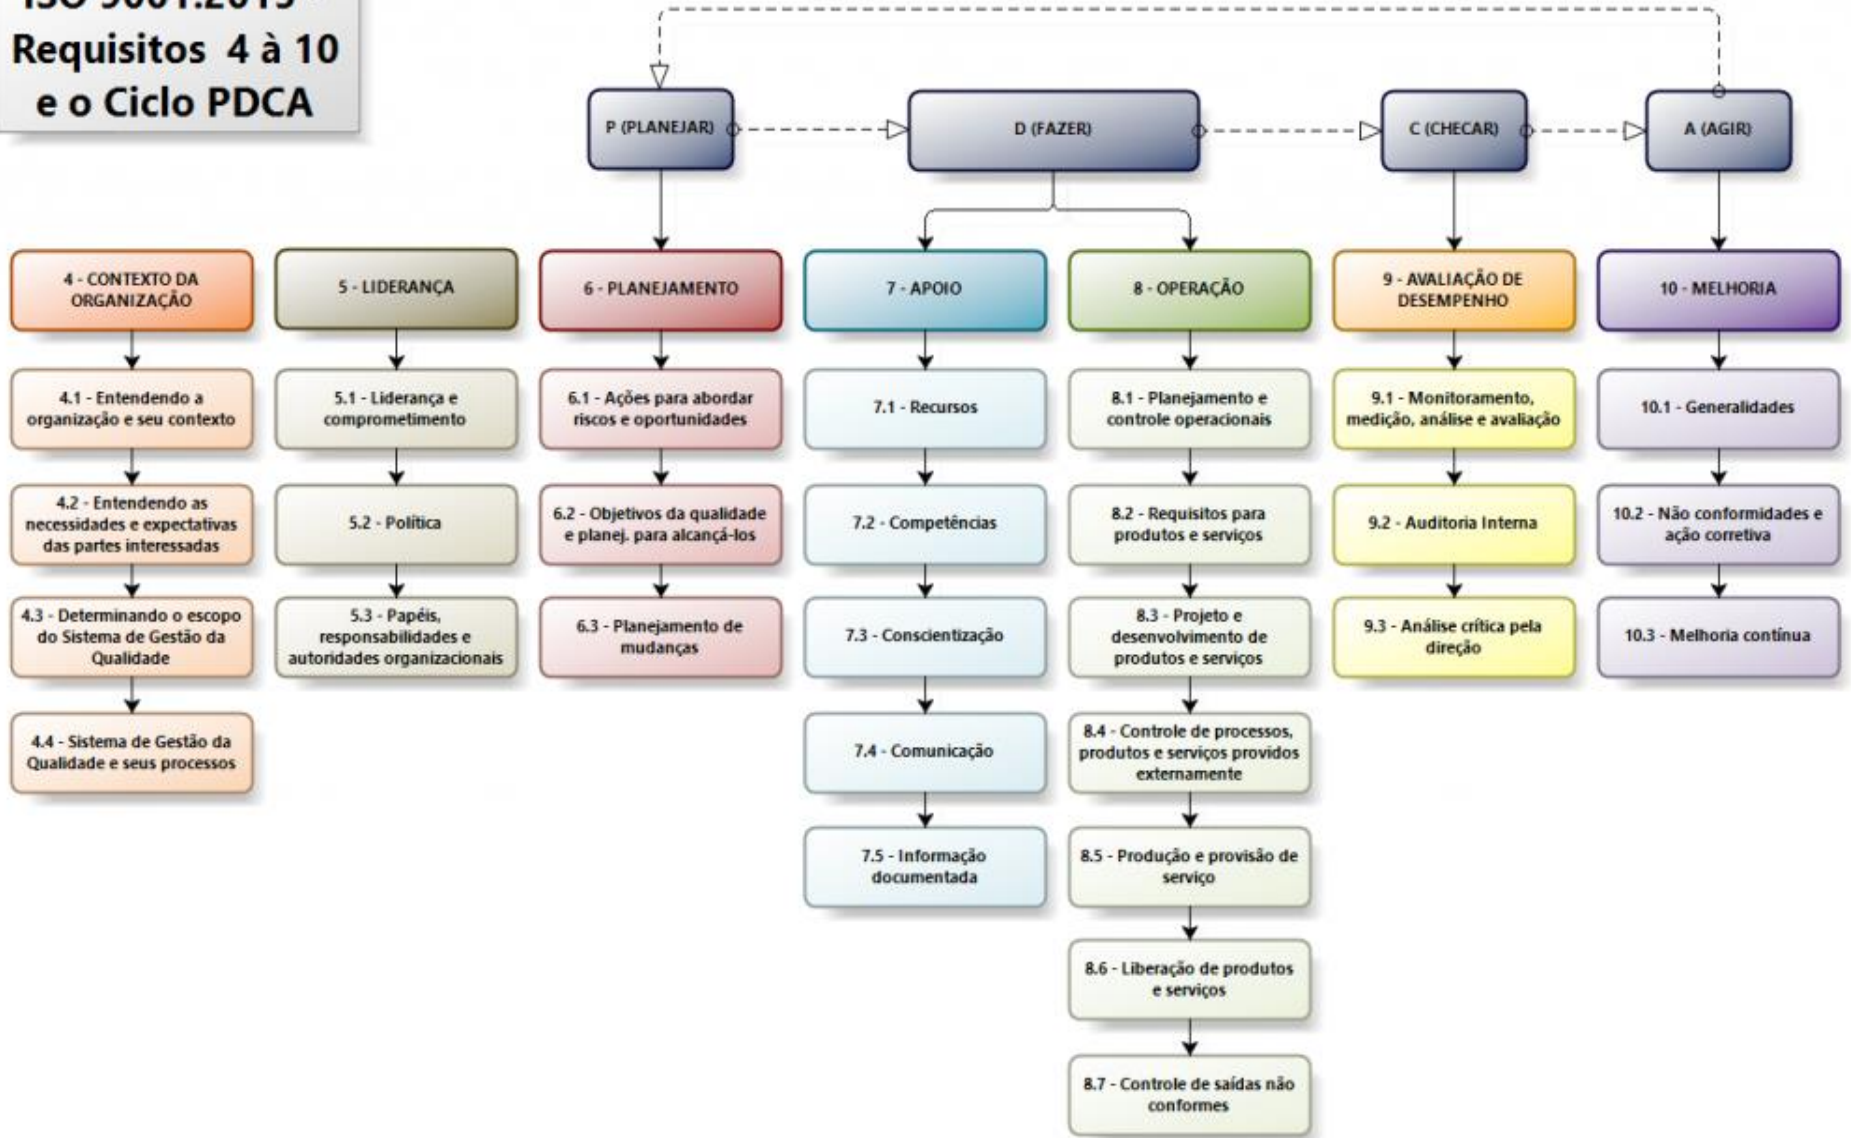 ISO 9001:2015 -
Requisitos 4 à 10
e o Ciclo PDCA
P (PLANEJAR)
D (FAZER)
C (CHECAR)
A (AGIR)
4 - CONTEXTO DA
ORGANIZAÇÃO
4.1 - Entendendo a
organização e seu contexto
4.2 - Entendendo as
necessidades e expectativas
das partes interessadas
4.3 - Determinando o escopo
do Sistema de Gestão da
Qualidade
4.4 - Sistema de Gestão da
Qualidade e seus processos
5 - LIDERANÇA
5.1 - Liderança e
comprometimento
5.2 - Política
5.3 - Papéis,
responsabilidades e
autoridades organizacionais
6 - PLANEJAMENTO
6.1 - Ações para abordar
riscos e oportunidades
6.2 - Objetivos da qualidade
e planej. para alcançá-los
6.3 - Planejamento de
mudanças
7 - APOIO
7.1 - Recursos
7.2 - Competências
7.3 - Conscientização
7.4 - Comunicação
7.5 - Informação
documentada
8 - OPERAÇÃO
8.1 - Planejamento e
controle operacionais
8.2 - Requisitos para
produtos e serviços
8.3 - Projeto e
desenvolvimento de
produtos e serviços
8.4 - Controle de processos,
produtos e serviços providos
externamente
8.5 - Produção e provisão de
serviço
8.6 - Liberação de produtos
e serviços
8.7 - Controle de saídas não
conformes
9 - AVALIAÇÃO DE
DESEMPENHO
9.1 - Monitoramento,
medição, análise e avaliação
9.2 - Auditoria Interna
9.3 - Análise crítica pela
direção
10 - MELHORIA
10.1 - Generalidades
10.2 - Não conformidades e
ação corretiva
10.3 - Melhoria contínua